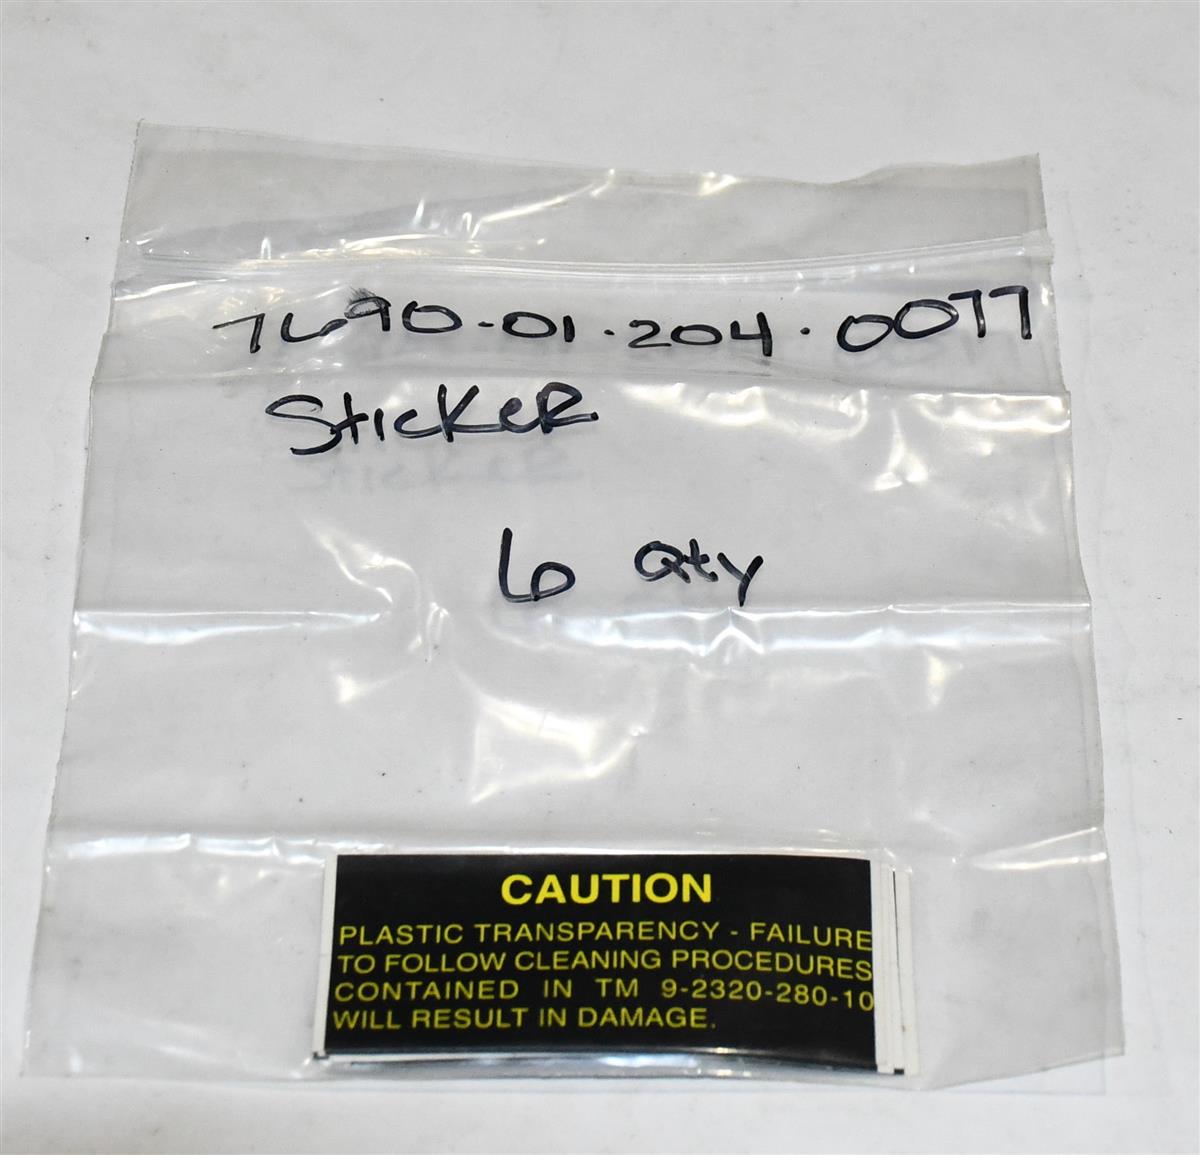 7690-01-204-0077
Sticker
6 Qty
CAUTION
PLASTIC TRANSPARENCY - FAILURE
TO FOLLOW CLEANING PROCEDURES
CONTAINED IN TM 9-2320-280-10
WILL RESULT IN DAMAGE.